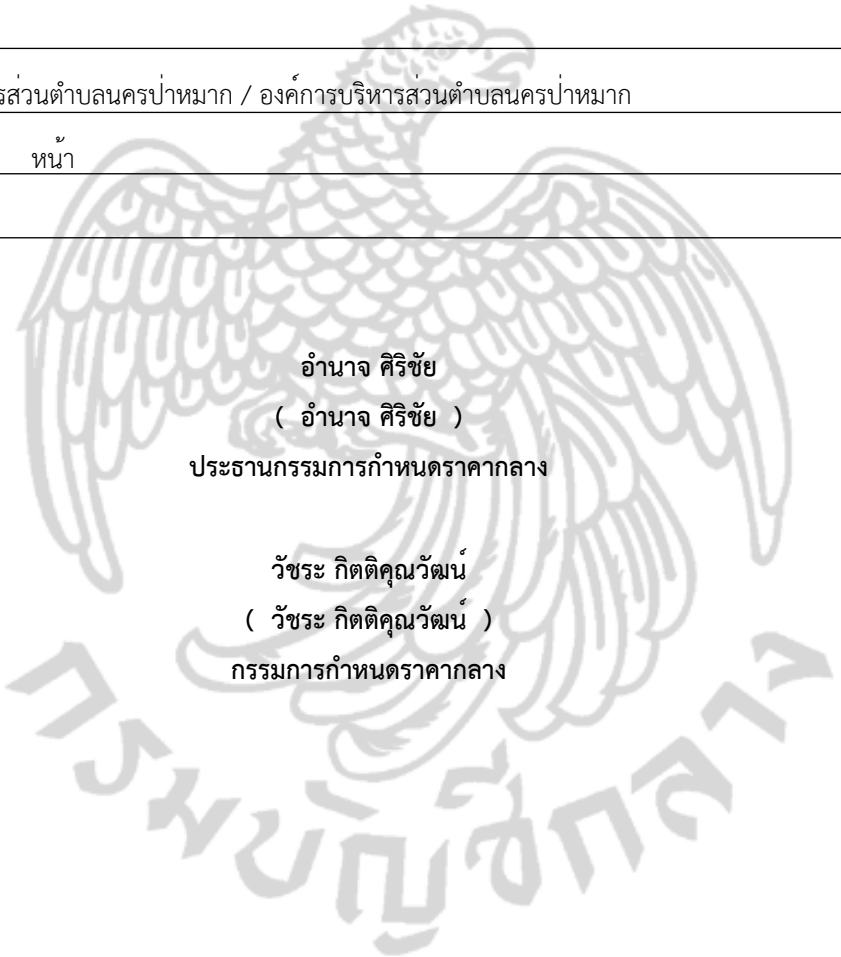 รส่วนตำบลนครป่าหมาก / องค์การบริหารส่วนตำบลนครป่าหมาก
หน้า
อำนาจ ศิริชัย
( อำนาจ ศิริชัย )
ประธานกรรมการกำหนดราคากลาง
วัชระ กิตติคุณวัฒน์
( วัชระ กิตติคุณวัฒน์ )
กรรมการกำหนดราคากลาง
กรมบัญชีกลาง